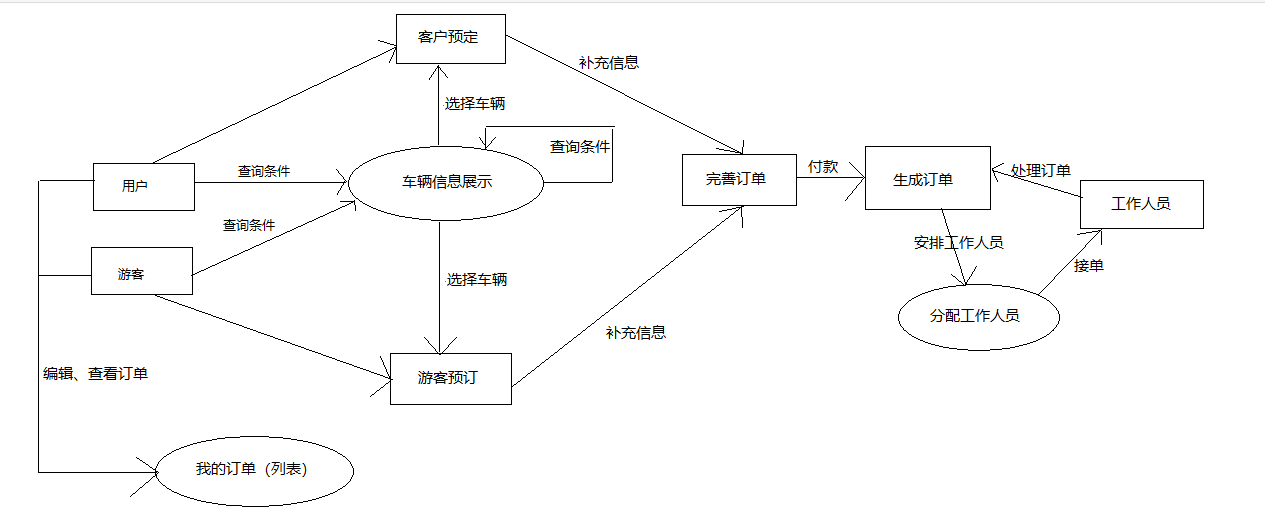 客户预定
补充信息
选择车辆
查询条件
付款
处理订单
用户
查询条件
车辆信息展示
完善订单
生成订单
工作人员
查询条件
安排工作人员
游客
选择车辆
接单
补充信息
分配工作人员
编辑、查看订单
游客预订
我的订单（列表）